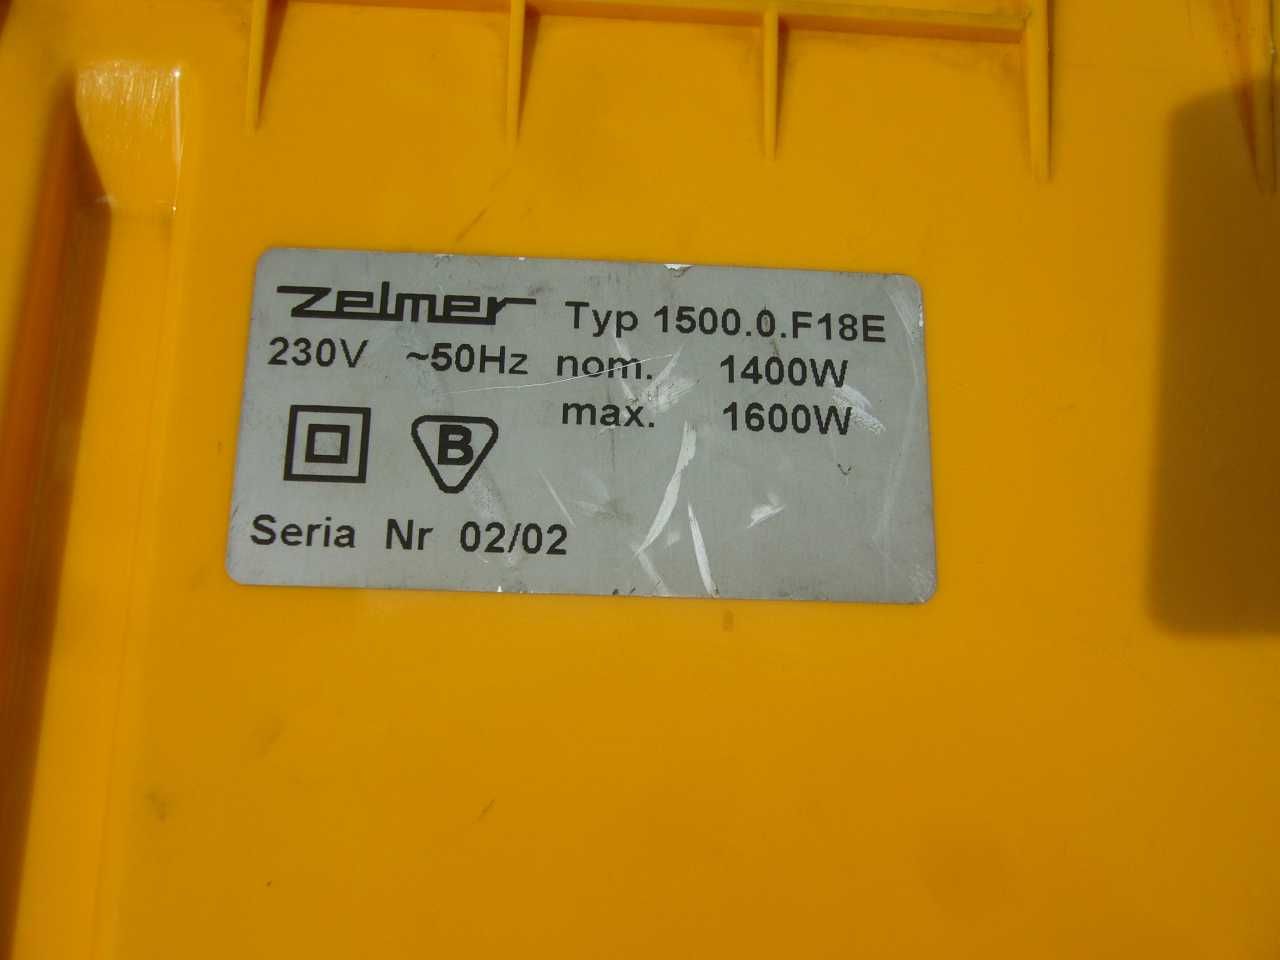 zelmer Typ 1500.0.F18E
230V ~50Hz nom. 1400W
max. 1600W
B
Seria Nr 02/02